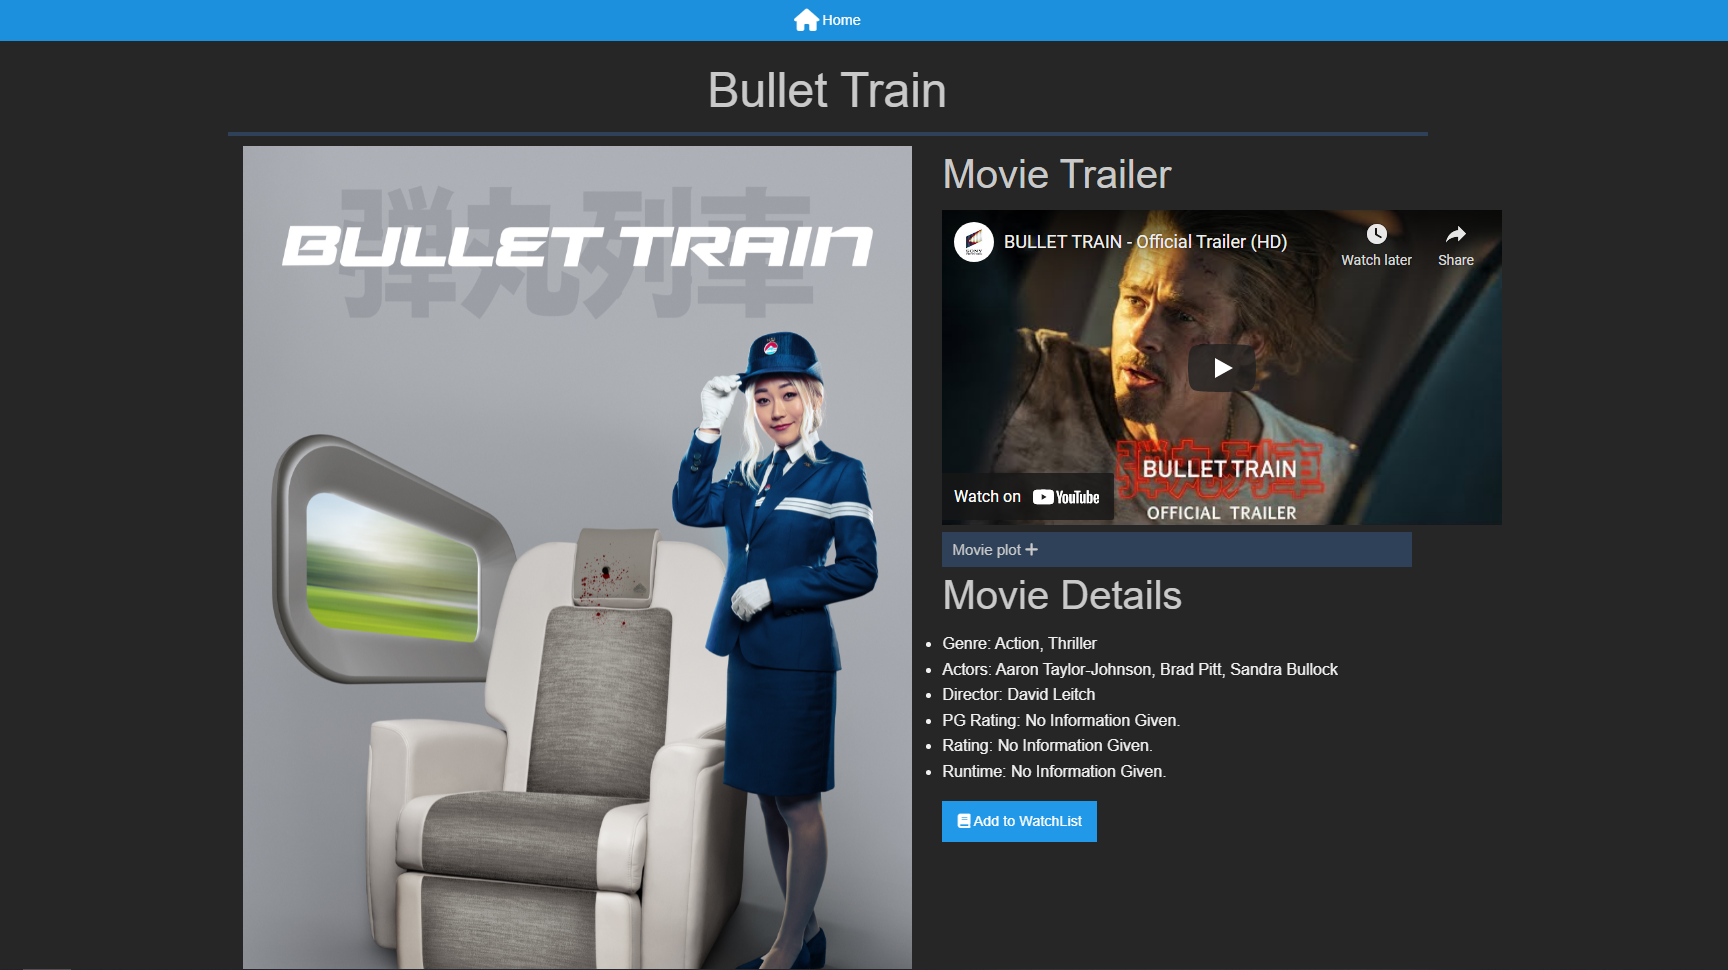 Home
Bullet Train
弾丸列車
BULLET TRAIN
Movie Trailer
BULLET TRAIN - Official Trailer (HD)
Watch later
Share
弾丸列車
BULLET TRAIN
OFFICIAL TRAILER
Watch on YouTube
Movie plot +
Movie Details
• Genre: Action, Thriller
• Actors: Aaron Taylor-Johnson, Brad Pitt, Sandra Bullock
• Director: David Leitch
• PG Rating: No Information Given.
• Rating: No Information Given.
• Runtime: No Information Given.
Add to WatchList